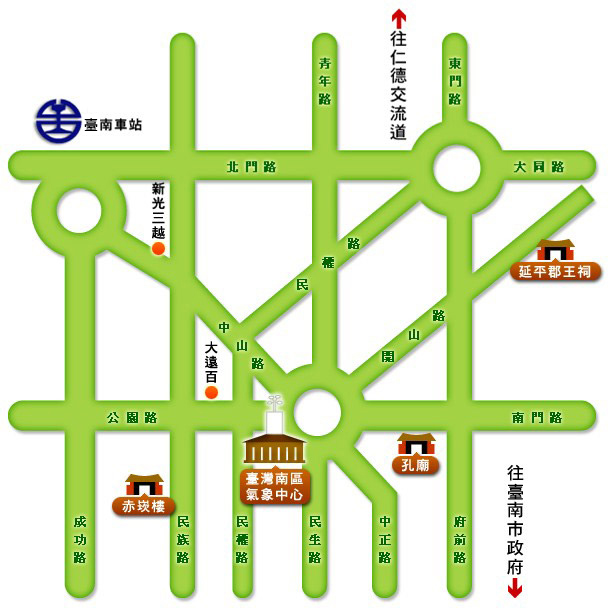 往仁德交流道
青年路
東門路
臺南車站
北門路
大同路
新光三越
民權路
延平郡王祠
中山路
開山路
大遠百
公園路
南門路
孔廟
臺灣南區
氣象中心
赤崁樓
往臺南市政府
成功路
民族路
民權路
民生路
中正路
府前路